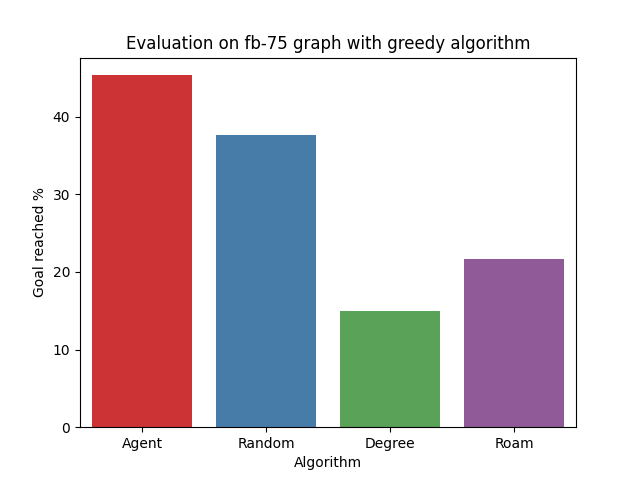 Evaluation on fb-75 graph with greedy algorithm
Goal reached %
40
30
20
10
0
Agent Random Degree Roam
Algorithm